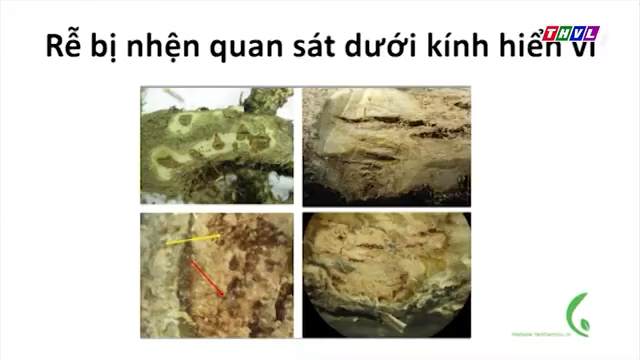 Rễ bị nhện quan sát dưới kính hiển vi
THVL